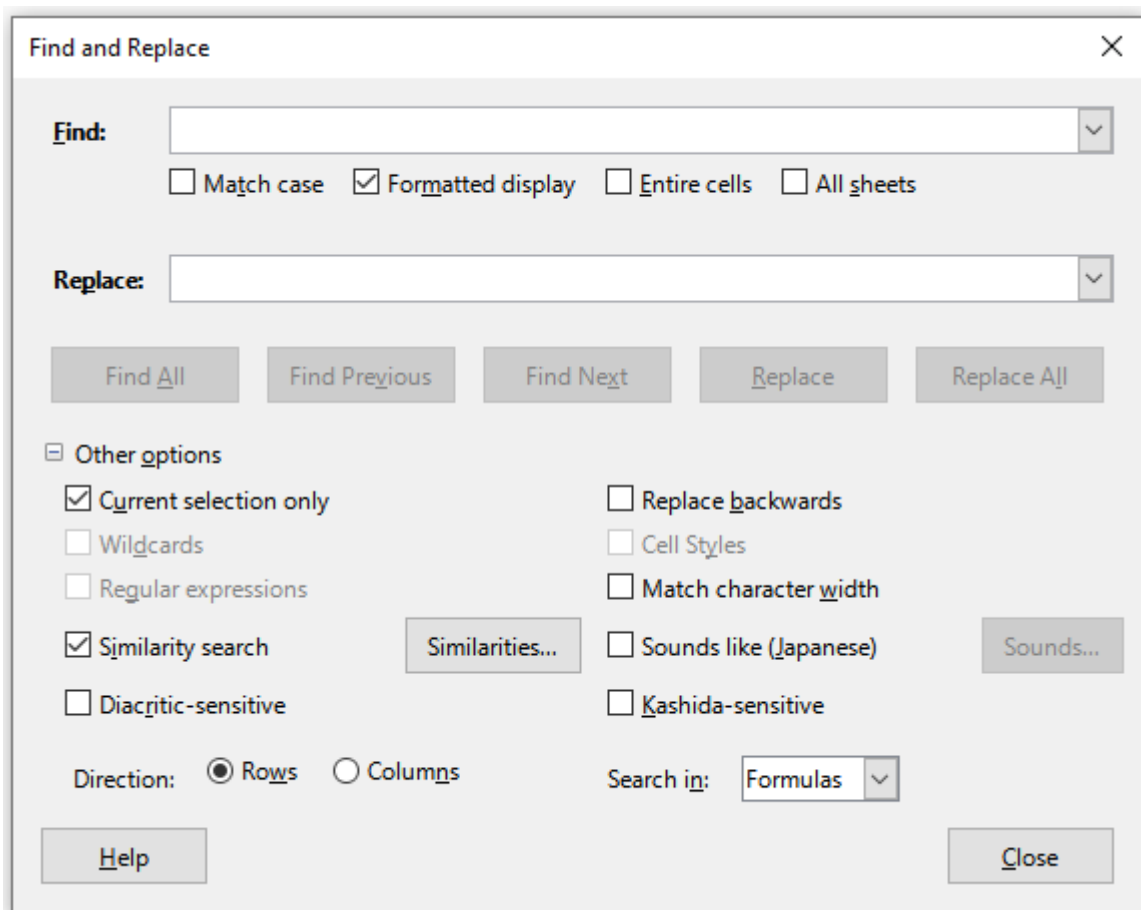 Find and Replace
Find:
Match case Formatted display Entire cells All sheets
Replace:
Find All Find Previous Find Next Replace Replace All
Other options
Current selection only Replace backwards
Wildcards Cell Styles
Regular expressions Match character width
Similarity search Similarities... Sounds like (Japanese) Sounds...
Diacritic-sensitive Kashida-sensitive
Direction: Rows Columns Search in: Formulas
Help Close